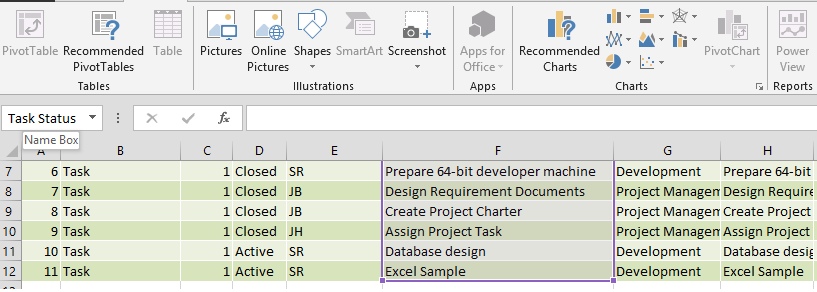 PivotTable Recommended PivotTables Table Pictures Online Pictures Shapes SmartArt Screenshot Apps for Office Recommended Charts PivotChart Power View
Tables Illustrations Apps Charts Reports
Task Status fx
Name Box
A B C D E F G H
7 6 Task 1 Closed SR Prepare 64-bit developer machine Development Prepare 64-bit
8 7 Task 1 Closed JB Design Requirement Documents Project Managem Design Require
9 8 Task 1 Closed JB Create Project Charter Project Managem Create Project
10 9 Task 1 Closed JH Assign Project Task Project Managem Assign Project
11 10 Task 1 Active SR Database design Development Database desig
12 11 Task 1 Active SR Excel Sample Development Excel Sample